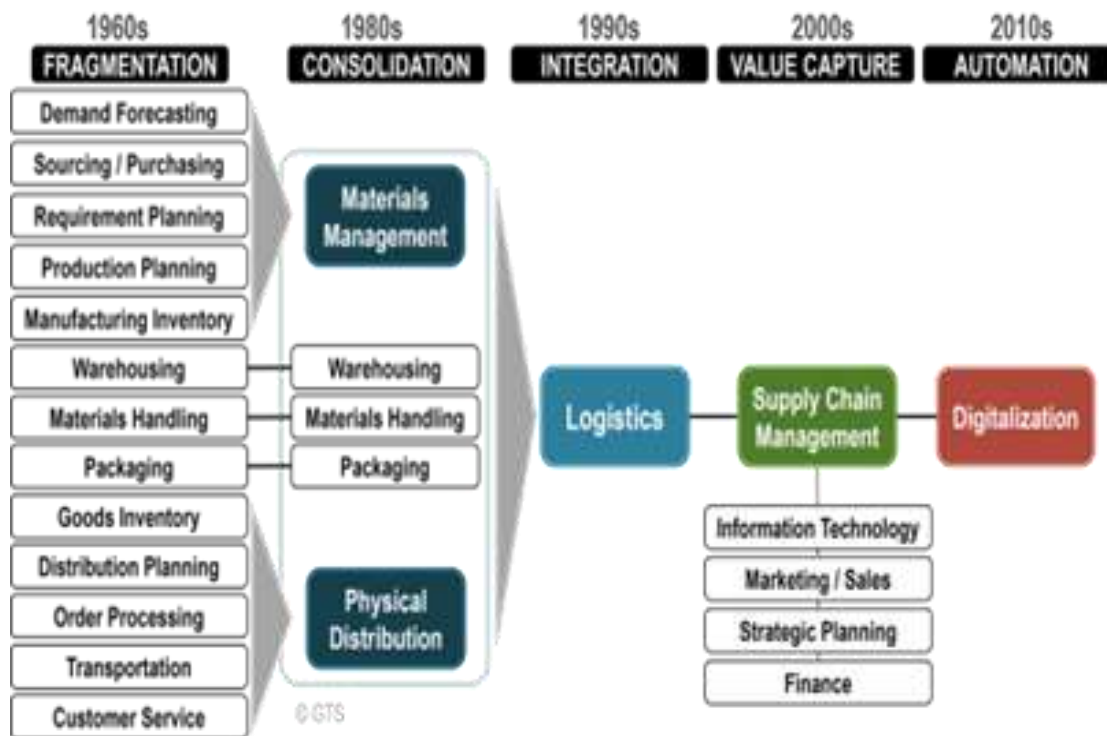 1960s
FRAGMENTATION
Demand Forecasting
Sourcing / Purchasing
Requirement Planning
Production Planning
Manufacturing Inventory
Warehousing
Materials Handling
Packaging
Goods Inventory
Distribution Planning
Order Processing
Transportation
Customer Service
1980s
CONSOLIDATION
Materials
Management
Warehousing
Materials Handling
Packaging
Physical
Distribution
© GTS
1990s
INTEGRATION
Logistics
2000s
VALUE CAPTURE
Supply Chain
Management
Information Technology
Marketing / Sales
Strategic Planning
Finance
2010s
AUTOMATION
Digitalization